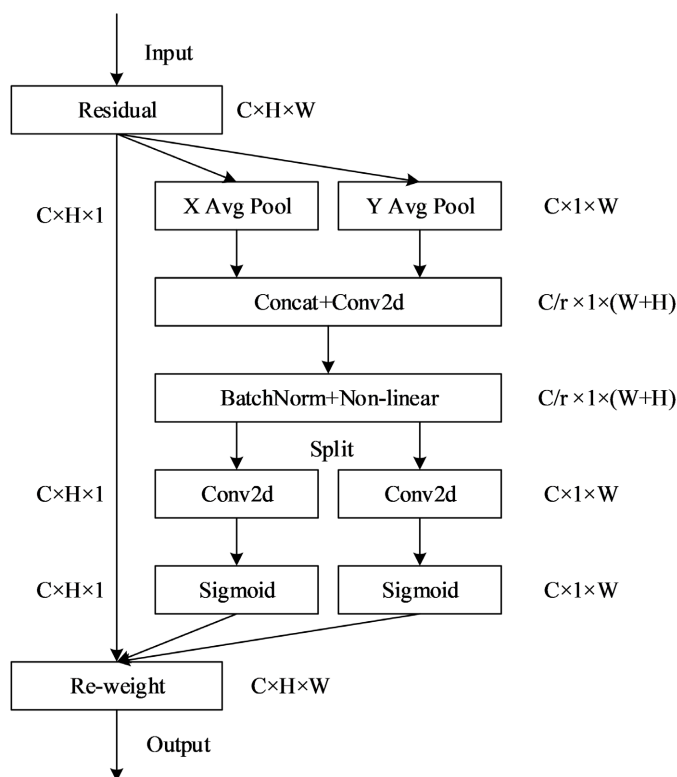 Input
Residual
C×H×W
C×H×1
X Avg Pool
Y Avg Pool
C×1×W
Concat+Conv2d
C/r ×1×(W+H)
BatchNorm+Non-linear
C/r ×1×(W+H)
Split
C×H×1
Conv2d
Conv2d
C×1×W
C×H×1
Sigmoid
Sigmoid
C×1×W
Re-weight
C×H×W
Output